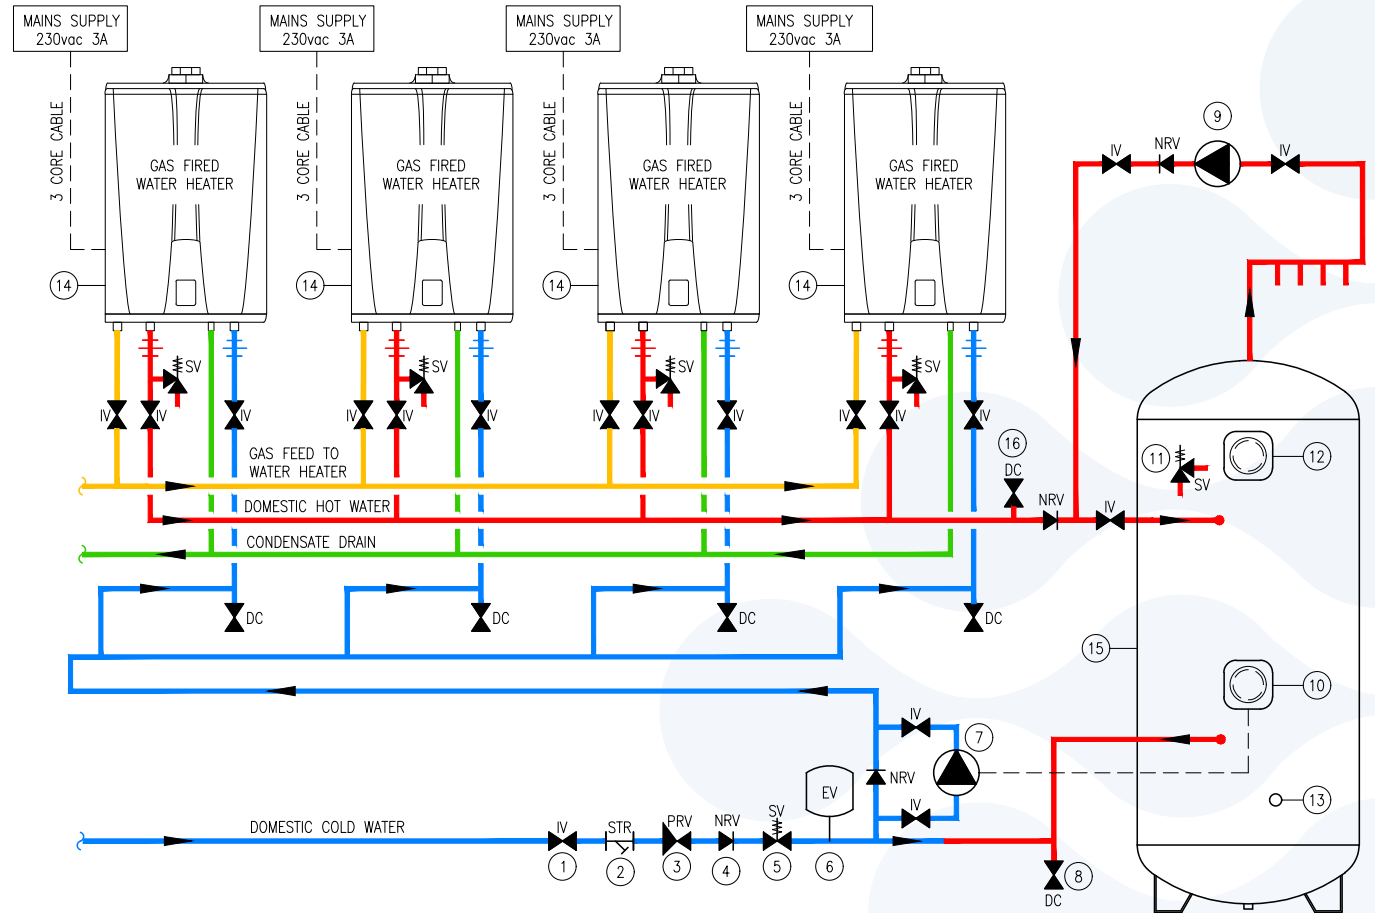 MAINS SUPPLY
230vac 3A
MAINS SUPPLY
230vac 3A
MAINS SUPPLY
230vac 3A
MAINS SUPPLY
230vac 3A
3 CORE CABLE
3 CORE CABLE
3 CORE CABLE
3 CORE CABLE
GAS FIRED
WATER HEATER
GAS FIRED
WATER HEATER
GAS FIRED
WATER HEATER
GAS FIRED
WATER HEATER
9
IV
NRV
IV
14
14
14
14
SV
SV
SV
SV
IV
IV
IV
IV
IV
IV
IV
IV
IV
IV
IV
IV
GAS FEED TO
WATER HEATER
16
DC
11
SV
12
DOMESTIC HOT WATER
NRV
IV
CONDENSATE DRAIN
DC
DC
DC
DC
15
10
IV
7
NRV
IV
EV
13
DOMESTIC COLD WATER
IV
STR
PRV
NRV
SV
1
2
3
4
5
6
8
DC